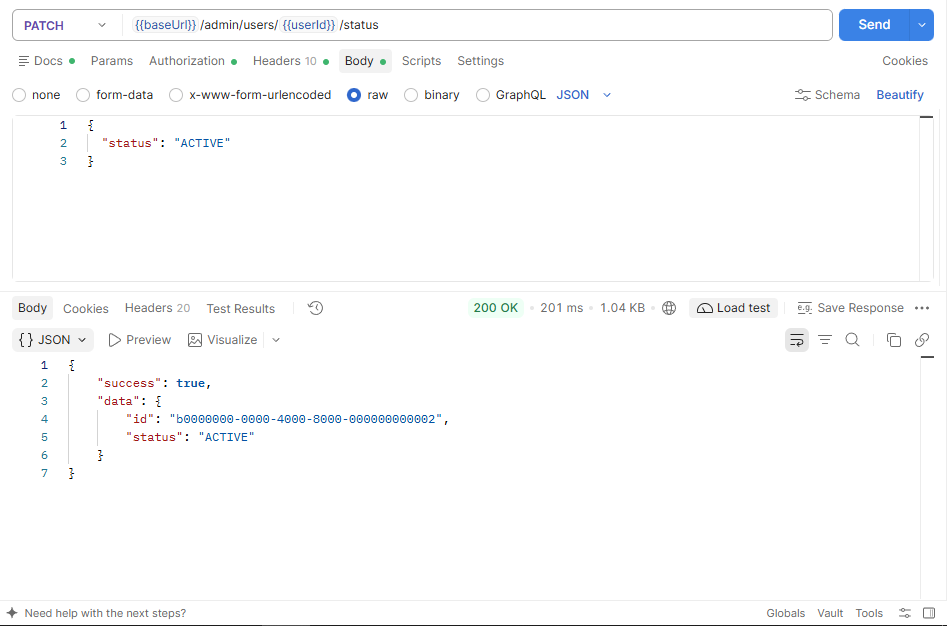 PATCH {{baseUrl}} /admin/users/ {{userId}} /status Send
Docs Params Authorization Headers 10 Body Scripts Settings Cookies
none form-data x-www-form-urlencoded raw binary GraphQL JSON Schema Beautify
1 {
2 "status": "ACTIVE"
3 }
Body Cookies Headers 20 Test Results 200 OK 201 ms 1.04 KB Load test e.g. Save Response
{} JSON Preview Visualize
1 {
2 "success": true,
3 "data": {
4 "id": "b0000000-0000-4000-8000-000000000002",
5 "status": "ACTIVE"
6 }
7 }
Need help with the next steps? Globals Vault Tools